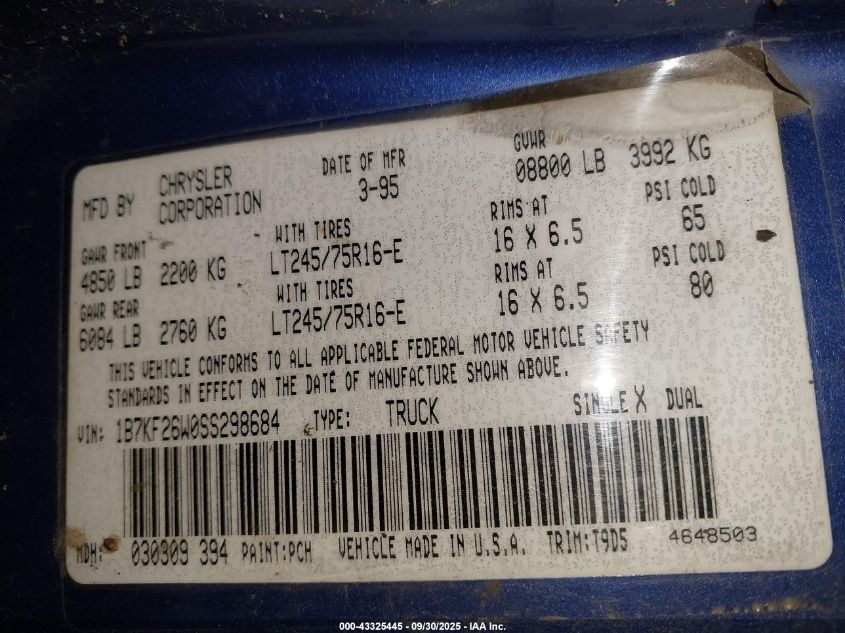 MFD BY CHRYSLER CORPORATION DATE OF MFR 3-95 GVWR 08800 LB 3992 KG
GAWR FRONT WITH TIRES RIMS AT PSI COLD
4850 LB 2200 KG LT245/75R16-E 16 X 6.5 65
GAWR REAR WITH TIRES RIMS AT PSI COLD
6084 LB 2760 KG LT245/75R16-E 16 X 6.5 80
THIS VEHICLE CONFORMS TO ALL APPLICABLE FEDERAL MOTOR VEHICLE SAFETY
STANDARDS IN EFFECT ON THE DATE OF MANUFACTURE SHOWN ABOVE.
VIN: 1B7KF26W0SS298684 TYPE: TRUCK SINGLE X DUAL
MDH: 030309 394 PAINT:PCH VEHICLE MADE IN U.S.A. TRIM:T9D5 4648503
000-43325445 - 09/30/2025 - IAA Inc.